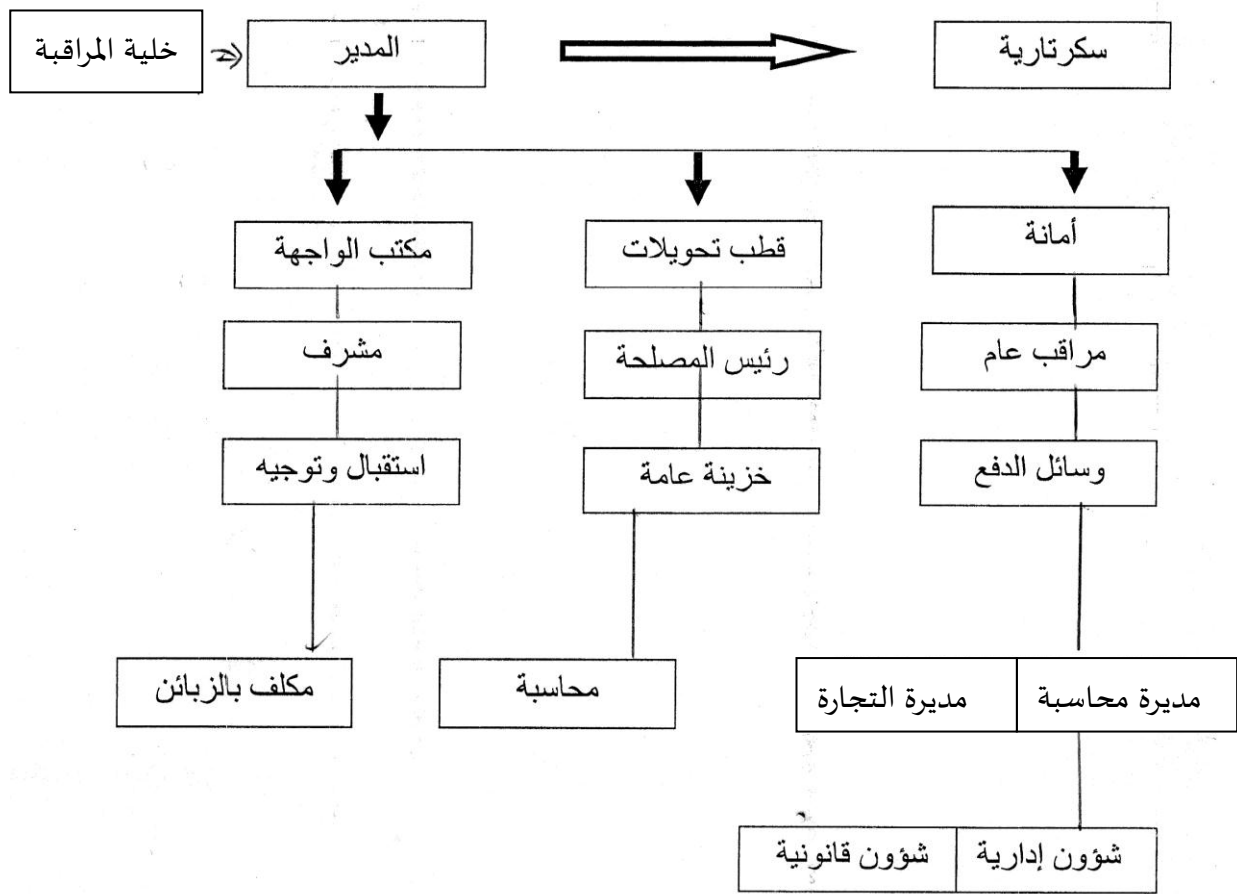 سكرتارية
المدير
خلية المراقبة
أمانة
قطب تحويلات
مكتب الواجهة
مراقب عام
رئيس المصلحة
مشرف
وسائل الدفع
خزينة عامة
استقبال وتوجيه
مديرة محاسبة
مديرة التجارة
محاسبة
مكلف بالزبائن
شؤون إدارية
شؤون قانونية